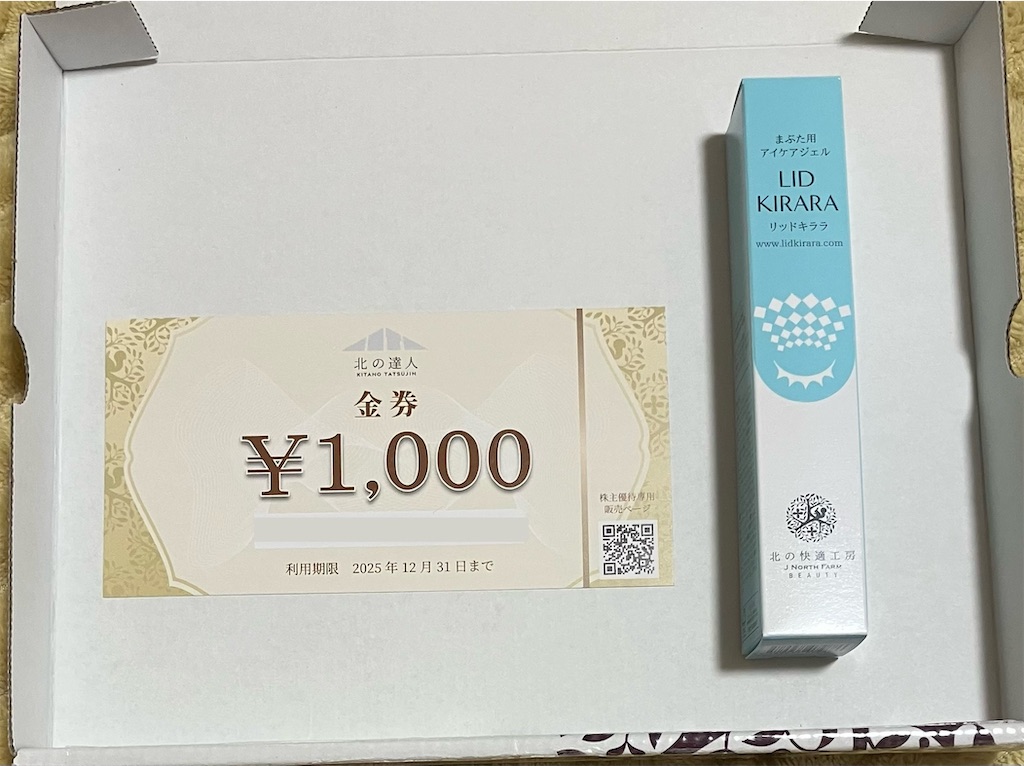 北の達人
KITANO TATSUJIN
金券
¥1,000
利用期限 2025年12月31日まで
株主優待専用
販売ページ
まぶた用
アイケアジェル
LID
KIRARA
リッドキララ
www.lidkirara.com
北の快適工房
J NORTH FARM
BEAUTY